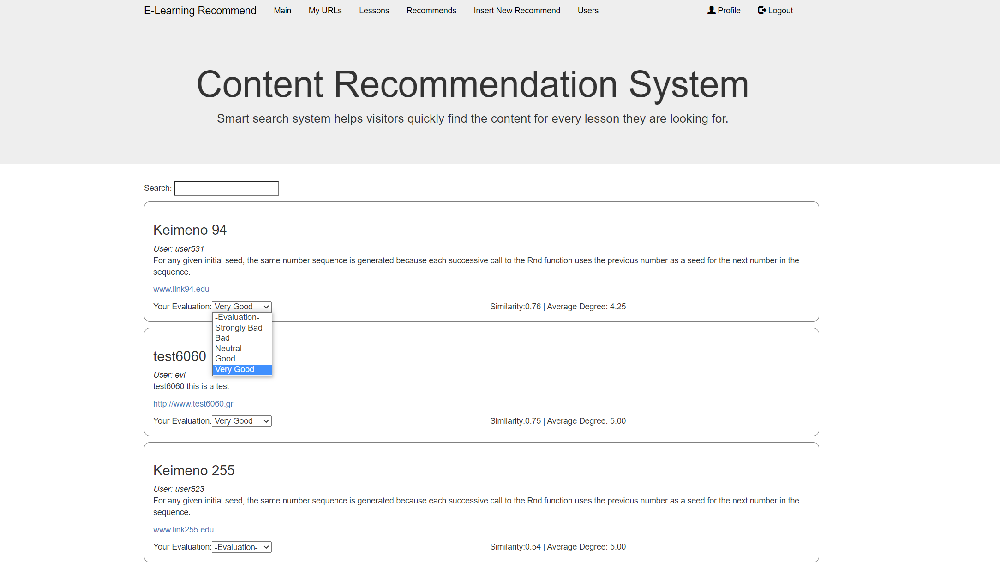 E-Learning Recommend Main My URLs Lessons Recommends Insert New Recommend Users Profile Logout
Content Recommendation System
Smart search system helps visitors quickly find the content for every lesson they are looking for.
Search:
Keimeno 94
User: user531
For any given initial seed, the same number sequence is generated because each successive call to the Rnd function uses the previous number as a seed for the next number in the
sequence.
www.link94.edu
Your Evaluation: Very Good Similarity:0.76 | Average Degree: 4.25
-Evaluation-
Strongly Bad
Bad
Neutral
Good
Very Good
test6060
User: evi
test6060 this is a test
http://www.test6060.gr
Your Evaluation: Very Good Similarity:0.75 | Average Degree: 5.00
Keimeno 255
User: user523
For any given initial seed, the same number sequence is generated because each successive call to the Rnd function uses the previous number as a seed for the next number in the
sequence.
www.link255.edu
Your Evaluation: -Evaluation- Similarity:0.54 | Average Degree: 5.00